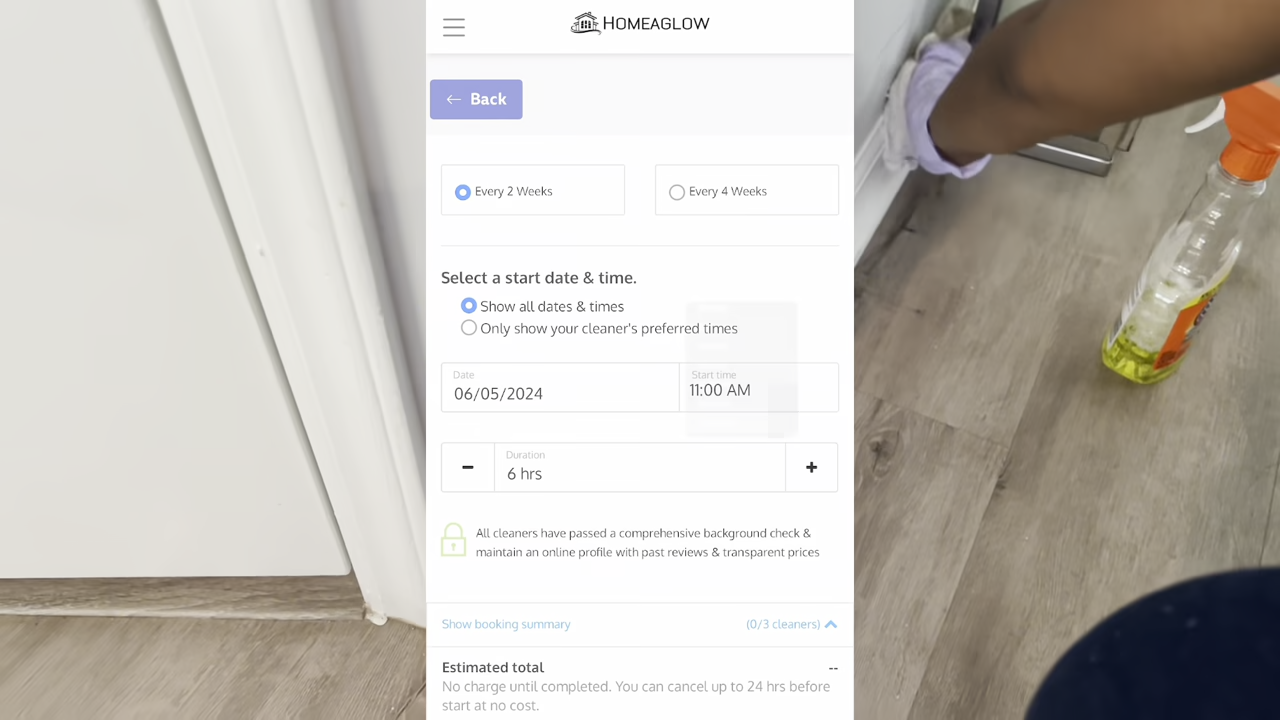 HOMEAGLOW
← Back
Every 2 Weeks
Every 4 Weeks
Select a start date & time.
Show all dates & times
Only show your cleaner's preferred times
Date
06/05/2024
Start time
11:00 AM
Duration
− 6 hrs +
All cleaners have passed a comprehensive background check &
maintain an online profile with past reviews & transparent prices
Show booking summary
(0/3 cleaners)
Estimated total --
No charge until completed. You can cancel up to 24 hrs before
start at no cost.